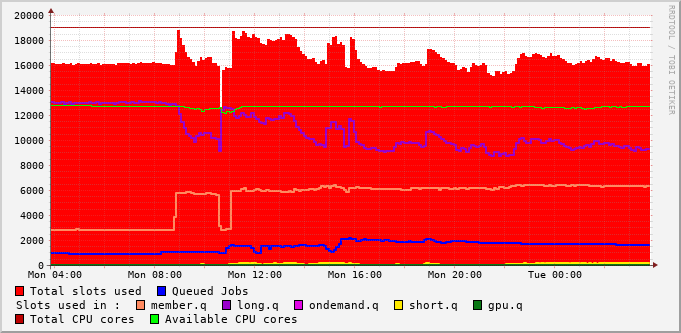 20000
18000
16000
14000
12000
10000
8000
6000
4000
2000
0
Mon 04:00 Mon 08:00 Mon 12:00 Mon 16:00 Mon 20:00 Tue 00:00
RRDTOOL / TOBI OETIKER
Total slots used Queued Jobs
Slots used in : member.q long.q ondemand.q short.q gpu.q
Total CPU cores Available CPU cores